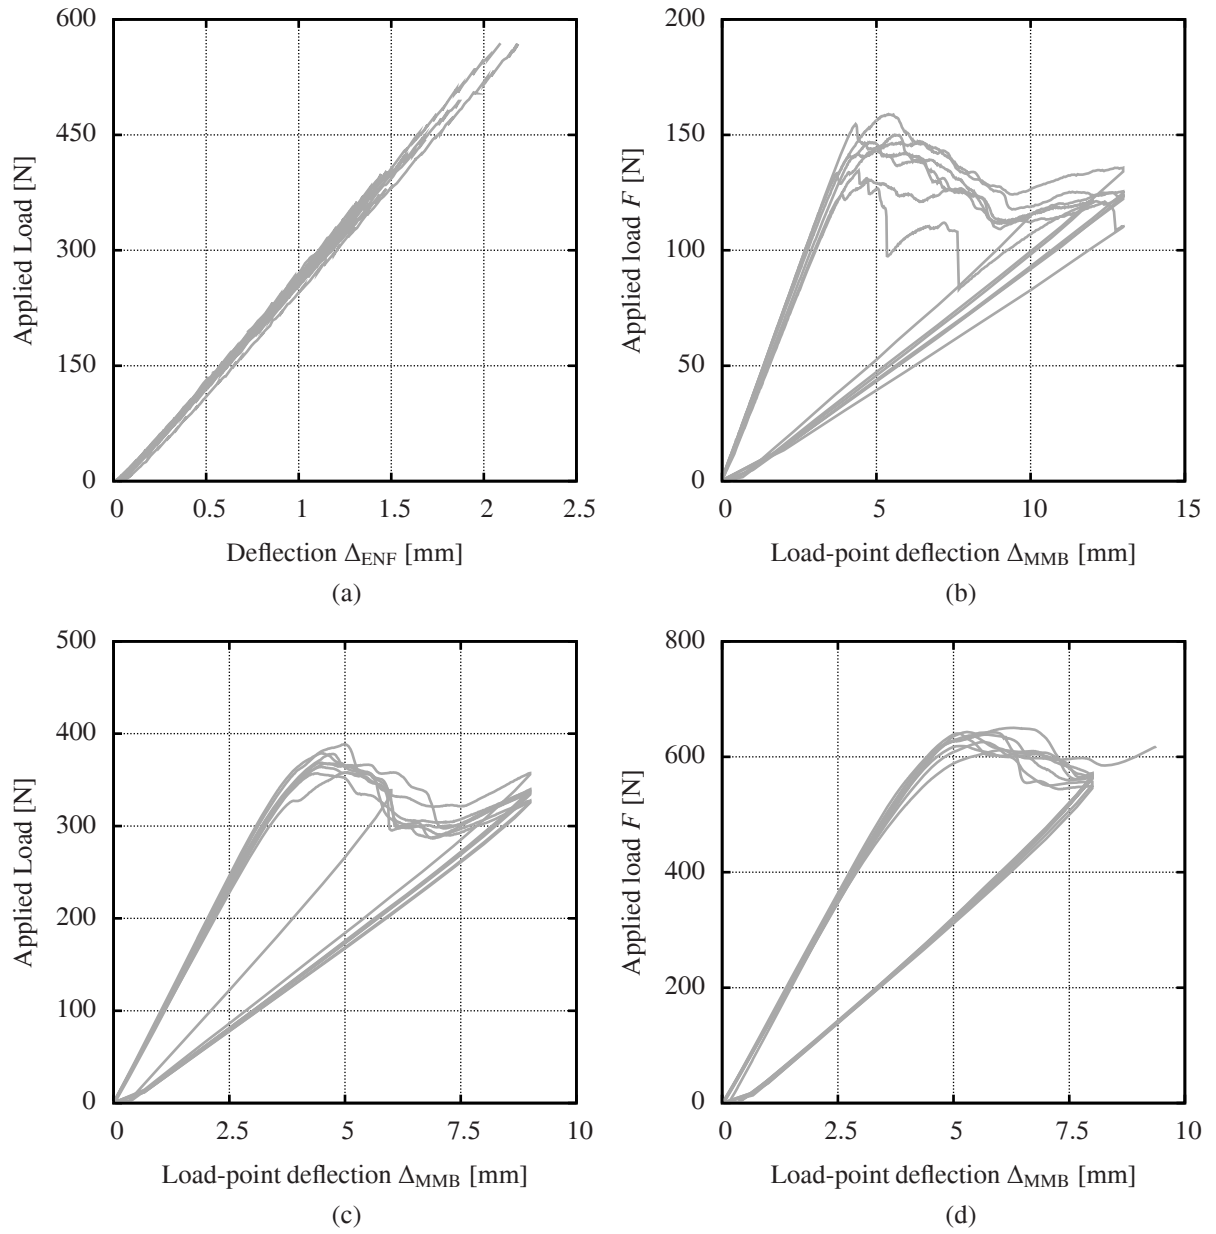 600
450
300
150
0
Applied Load [N]
0 0.5 1 1.5 2 2.5
Deflection Δ_ENF [mm]
(a)
200
150
100
50
0
Applied load F [N]
0 5 10 15
Load-point deflection Δ_MMB [mm]
(b)
500
400
300
200
100
0
Applied Load [N]
0 2.5 5 7.5 10
Load-point deflection Δ_MMB [mm]
(c)
800
600
400
200
0
Applied load F [N]
0 2.5 5 7.5 10
Load-point deflection Δ_MMB [mm]
(d)